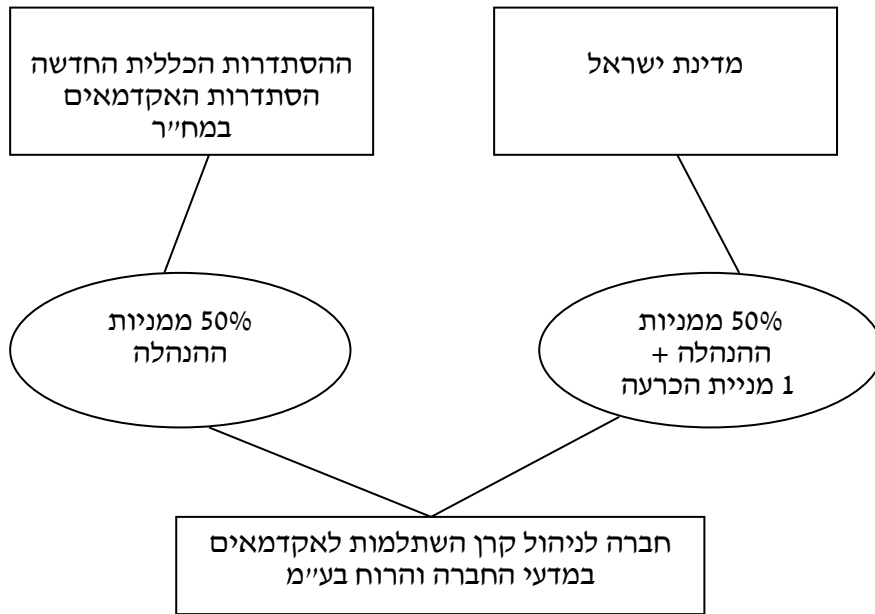 מדינת ישראל
ההסתדרות הכללית החדשה
הסתדרות האקדמאים
במח״ר
50% ממניות
ההנהלה +
1 מניית הכרעה
50% ממניות
ההנהלה
חברה לניהול קרן השתלמות לאקדמאים
במדעי החברה והרוח בע״מ